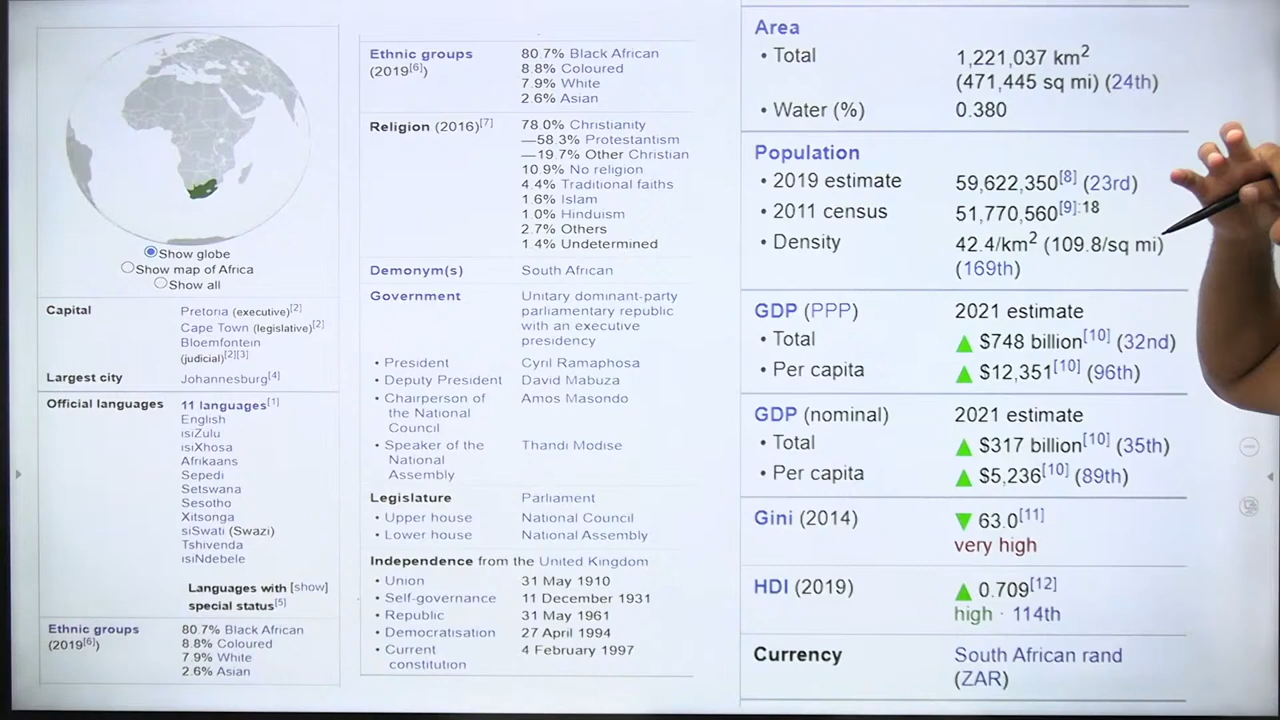 Show globe
Show map of Africa
Show all
Capital
Pretoria (executive)[2]
Cape Town (legislative)[2]
Bloemfontein
(judicial)[2][3]
Largest city
Johannesburg[4]
Official languages
11 languages[1]
English
isiZulu
isiXhosa
Afrikaans
Sepedi
Setswana
Sesotho
Xitsonga
siSwati (Swazi)
Tshivenda
isiNdebele
Languages with [show]
special status[5]
Ethnic groups
(2019[6])
80.7% Black African
8.8% Coloured
7.9% White
2.6% Asian
Ethnic groups
(2019[6])
80.7% Black African
8.8% Coloured
7.9% White
2.6% Asian
Religion (2016)[7]
78.0% Christianity
—58.3% Protestantism
—19.7% Other Christian
10.9% No religion
4.4% Traditional faiths
1.6% Islam
1.0% Hinduism
2.7% Others
1.4% Undetermined
Demonym(s)
South African
Government
Unitary dominant-party
parliamentary republic
with an executive
presidency
• President
Cyril Ramaphosa
• Deputy President
David Mabuza
• Chairperson of
the National
Council
Amos Masondo
• Speaker of the
National
Assembly
Thandi Modise
Legislature
Parliament
• Upper house
National Council
• Lower house
National Assembly
Independence from the United Kingdom
• Union
31 May 1910
• Self-governance
11 December 1931
• Republic
31 May 1961
• Democratisation
27 April 1994
• Current
constitution
4 February 1997
Area
• Total
1,221,037 km2
(471,445 sq mi) (24th)
• Water (%)
0.380
Population
• 2019 estimate
59,622,350[8] (23rd)
• 2011 census
51,770,560[9]:18
• Density
42.4/km2 (109.8/sq mi)
(169th)
GDP (PPP)
2021 estimate
• Total
▲ $748 billion[10] (32nd)
• Per capita
▲ $12,351[10] (96th)
GDP (nominal)
2021 estimate
• Total
▲ $317 billion[10] (35th)
• Per capita
▲ $5,236[10] (89th)
Gini (2014)
▼ 63.0[11]
very high
HDI (2019)
▲ 0.709[12]
high · 114th
Currency
South African rand
(ZAR)